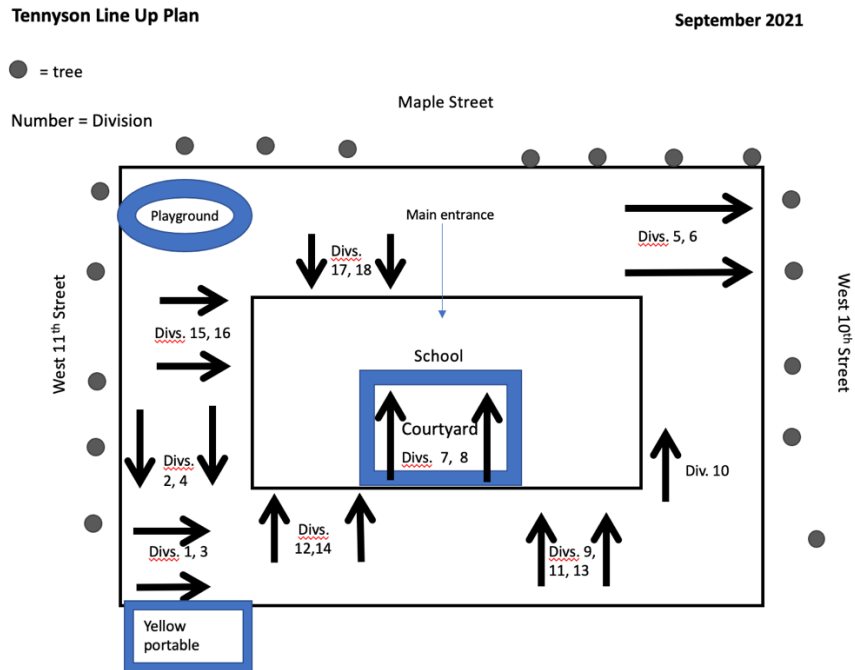 Tennyson Line Up Plan
September 2021
= tree
Number = Division
Maple Street
Playground
Main entrance
Divs.
17, 18
Divs. 5, 6
West 11th Street
West 10th Street
Divs. 15, 16
School
Courtyard
Divs. 7, 8
Divs.
2, 4
Div. 10
Divs. 1, 3
Divs.
12,14
Divs. 9,
11, 13
Yellow
portable